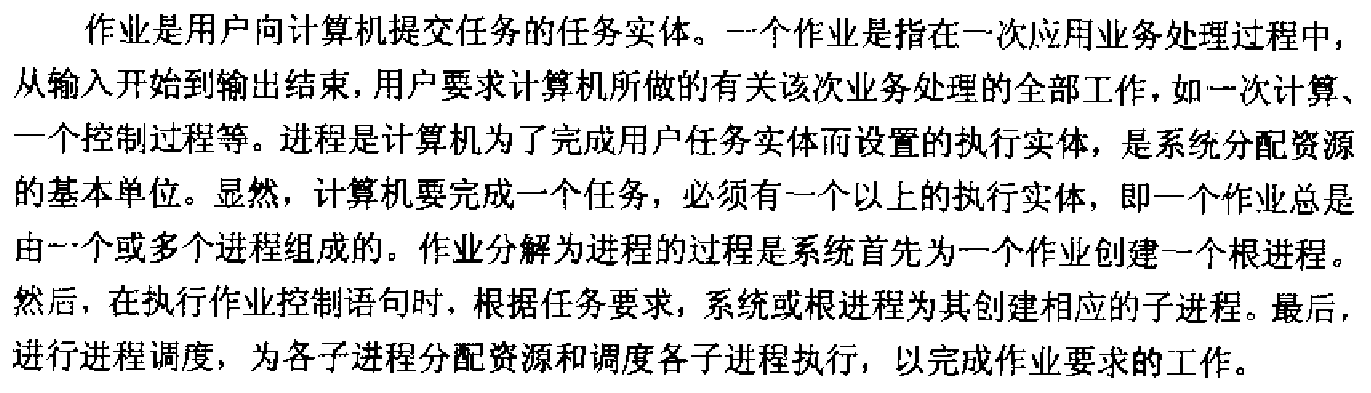 作业是用户向计算机提交任务的任务实体。一个作业是指在一次应用业务处理过程中，
从输入开始到输出结束，用户要求计算机所做的有关该次业务处理的全部工作，如一次计算、
一个控制过程等。进程是计算机为了完成用户任务实体而设置的执行实体，是系统分配资源
的基本单位。显然，计算机要完成一个任务，必须有一个以上的执行实体，即一个作业总是
由一个或多个进程组成的。作业分解为进程的过程是系统首先为一个作业创建一个根进程。
然后，在执行作业控制语句时，根据任务要求，系统或根进程为其创建相应的子进程。最后，
进行进程调度，为各子进程分配资源和调度各子进程执行，以完成作业要求的工作。